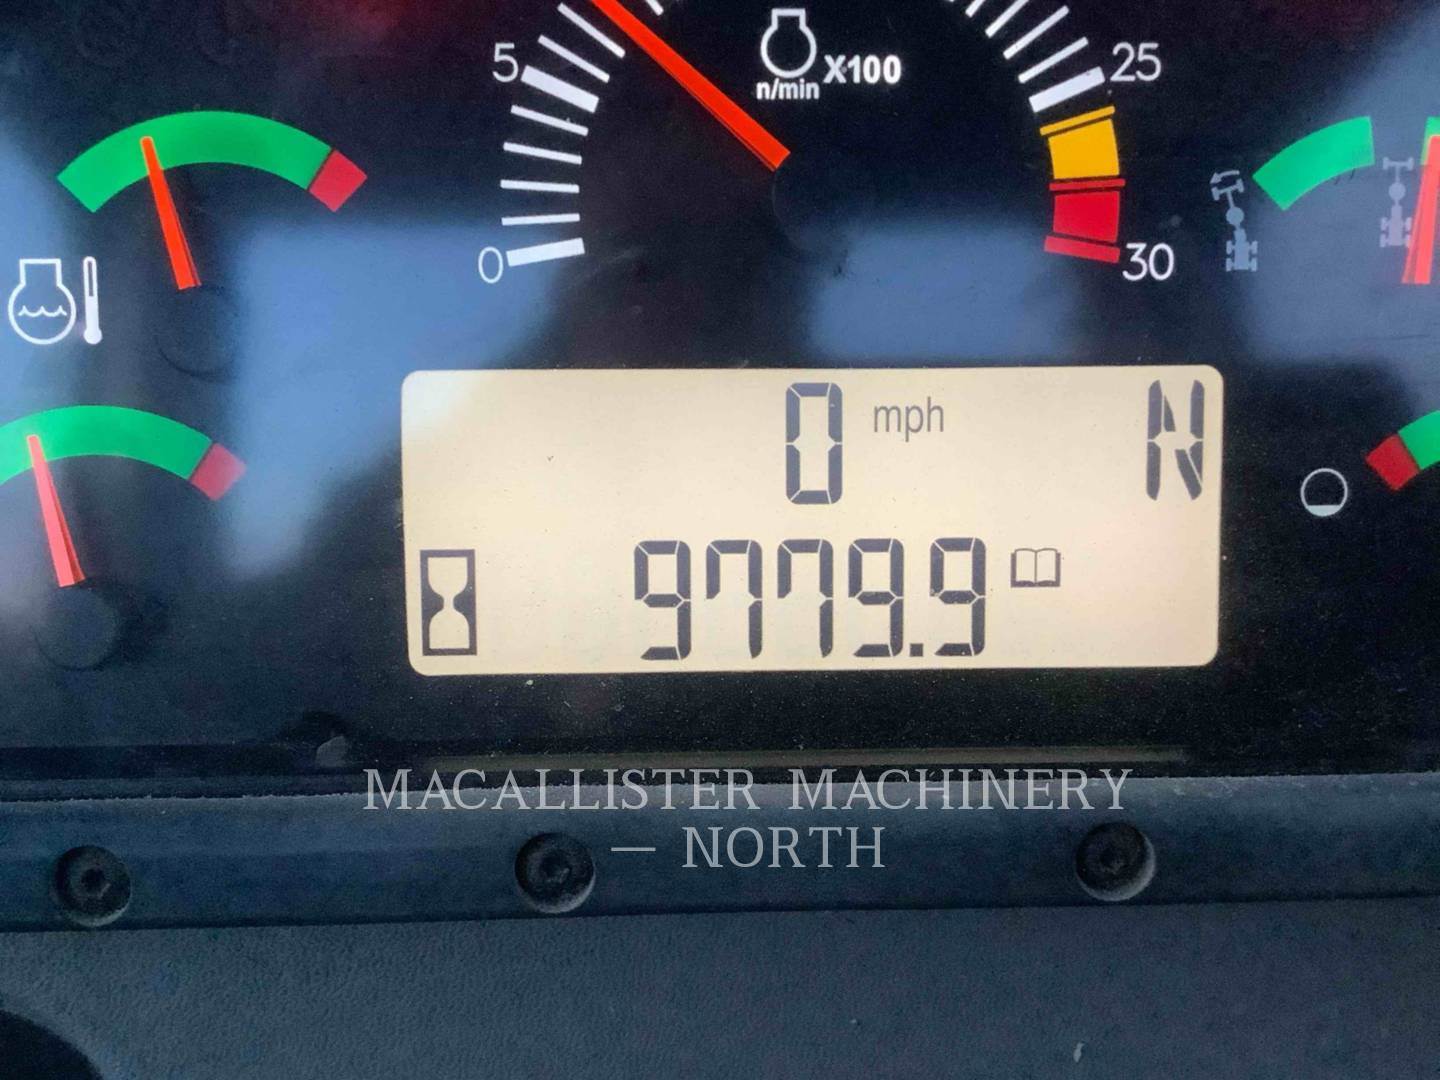 5
n/min X100
25
0
30
0 mph N
9779.9
MACALLISTER MACHINERY
— NORTH